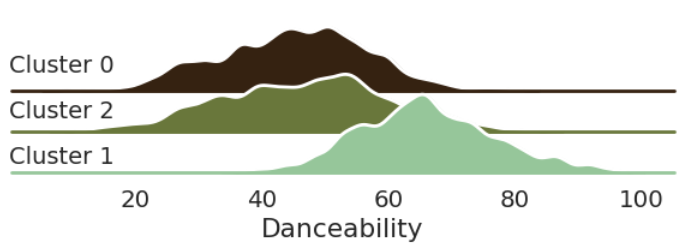 Cluster 0
Cluster 2
Cluster 1
20 40 60 80 100
Danceability